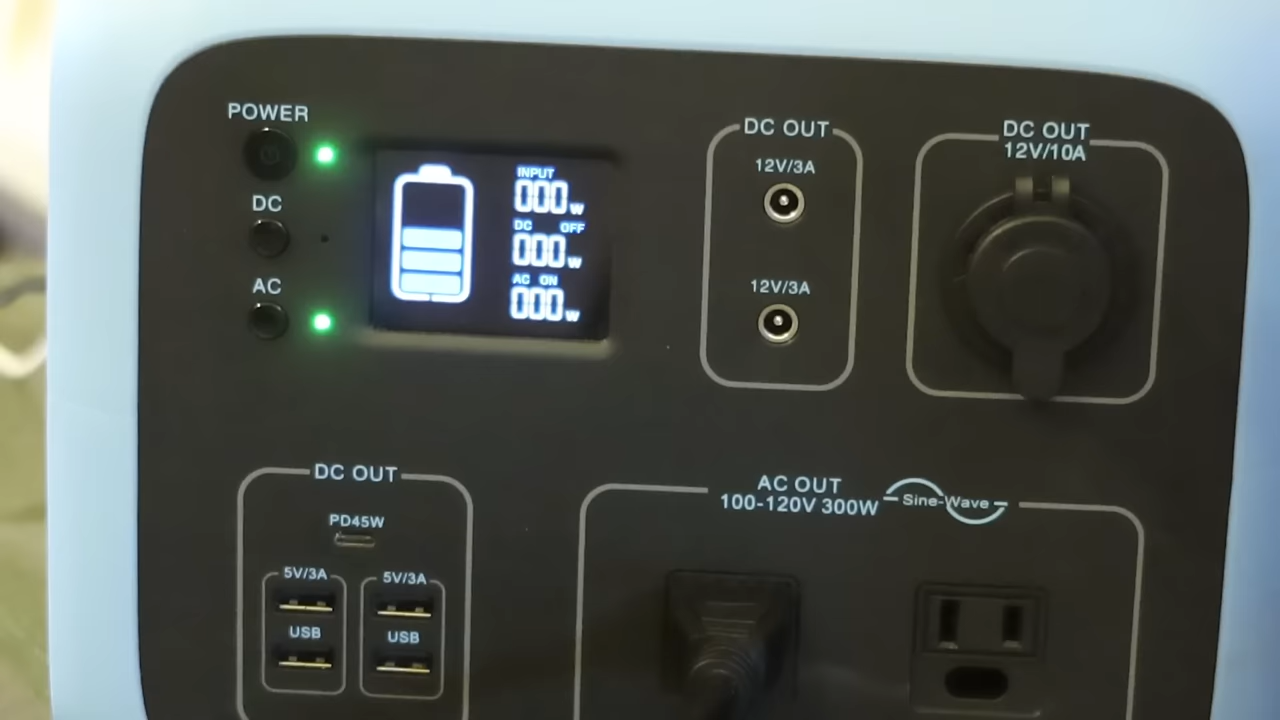 POWER
DC
AC
INPUT
000W
DC OFF
000W
AC ON
000W
DC OUT
12V/3A
12V/3A
DC OUT
12V/10A
DC OUT
PD45W
5V/3A
USB
5V/3A
USB
AC OUT
100-120V 300W
Sine-Wave